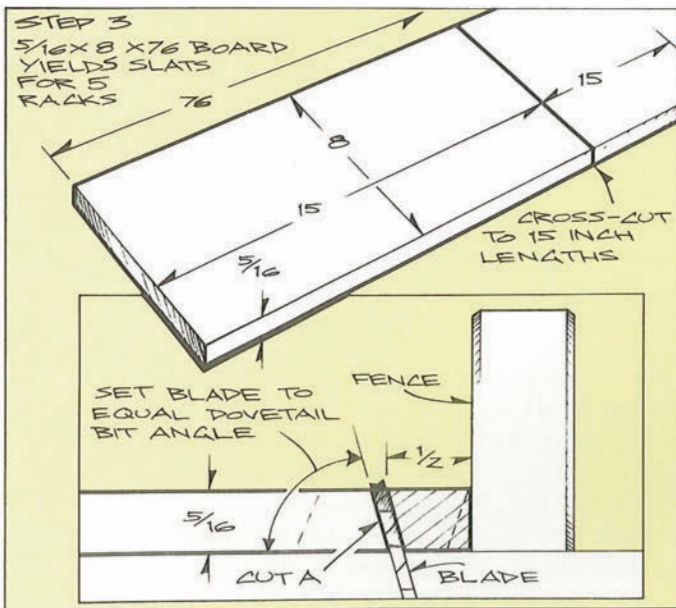 STEP 3
5/16 X 8 X 76 BOARD
YIELDS SLATS
FOR 5
RACKS
76
15
8
15
5/16
CROSS-CUT
TO 15 INCH
LENGTHS
SET BLADE TO
EQUAL DOVETAIL
BIT ANGLE
FENCE
1/2
5/16
CUT A
BLADE